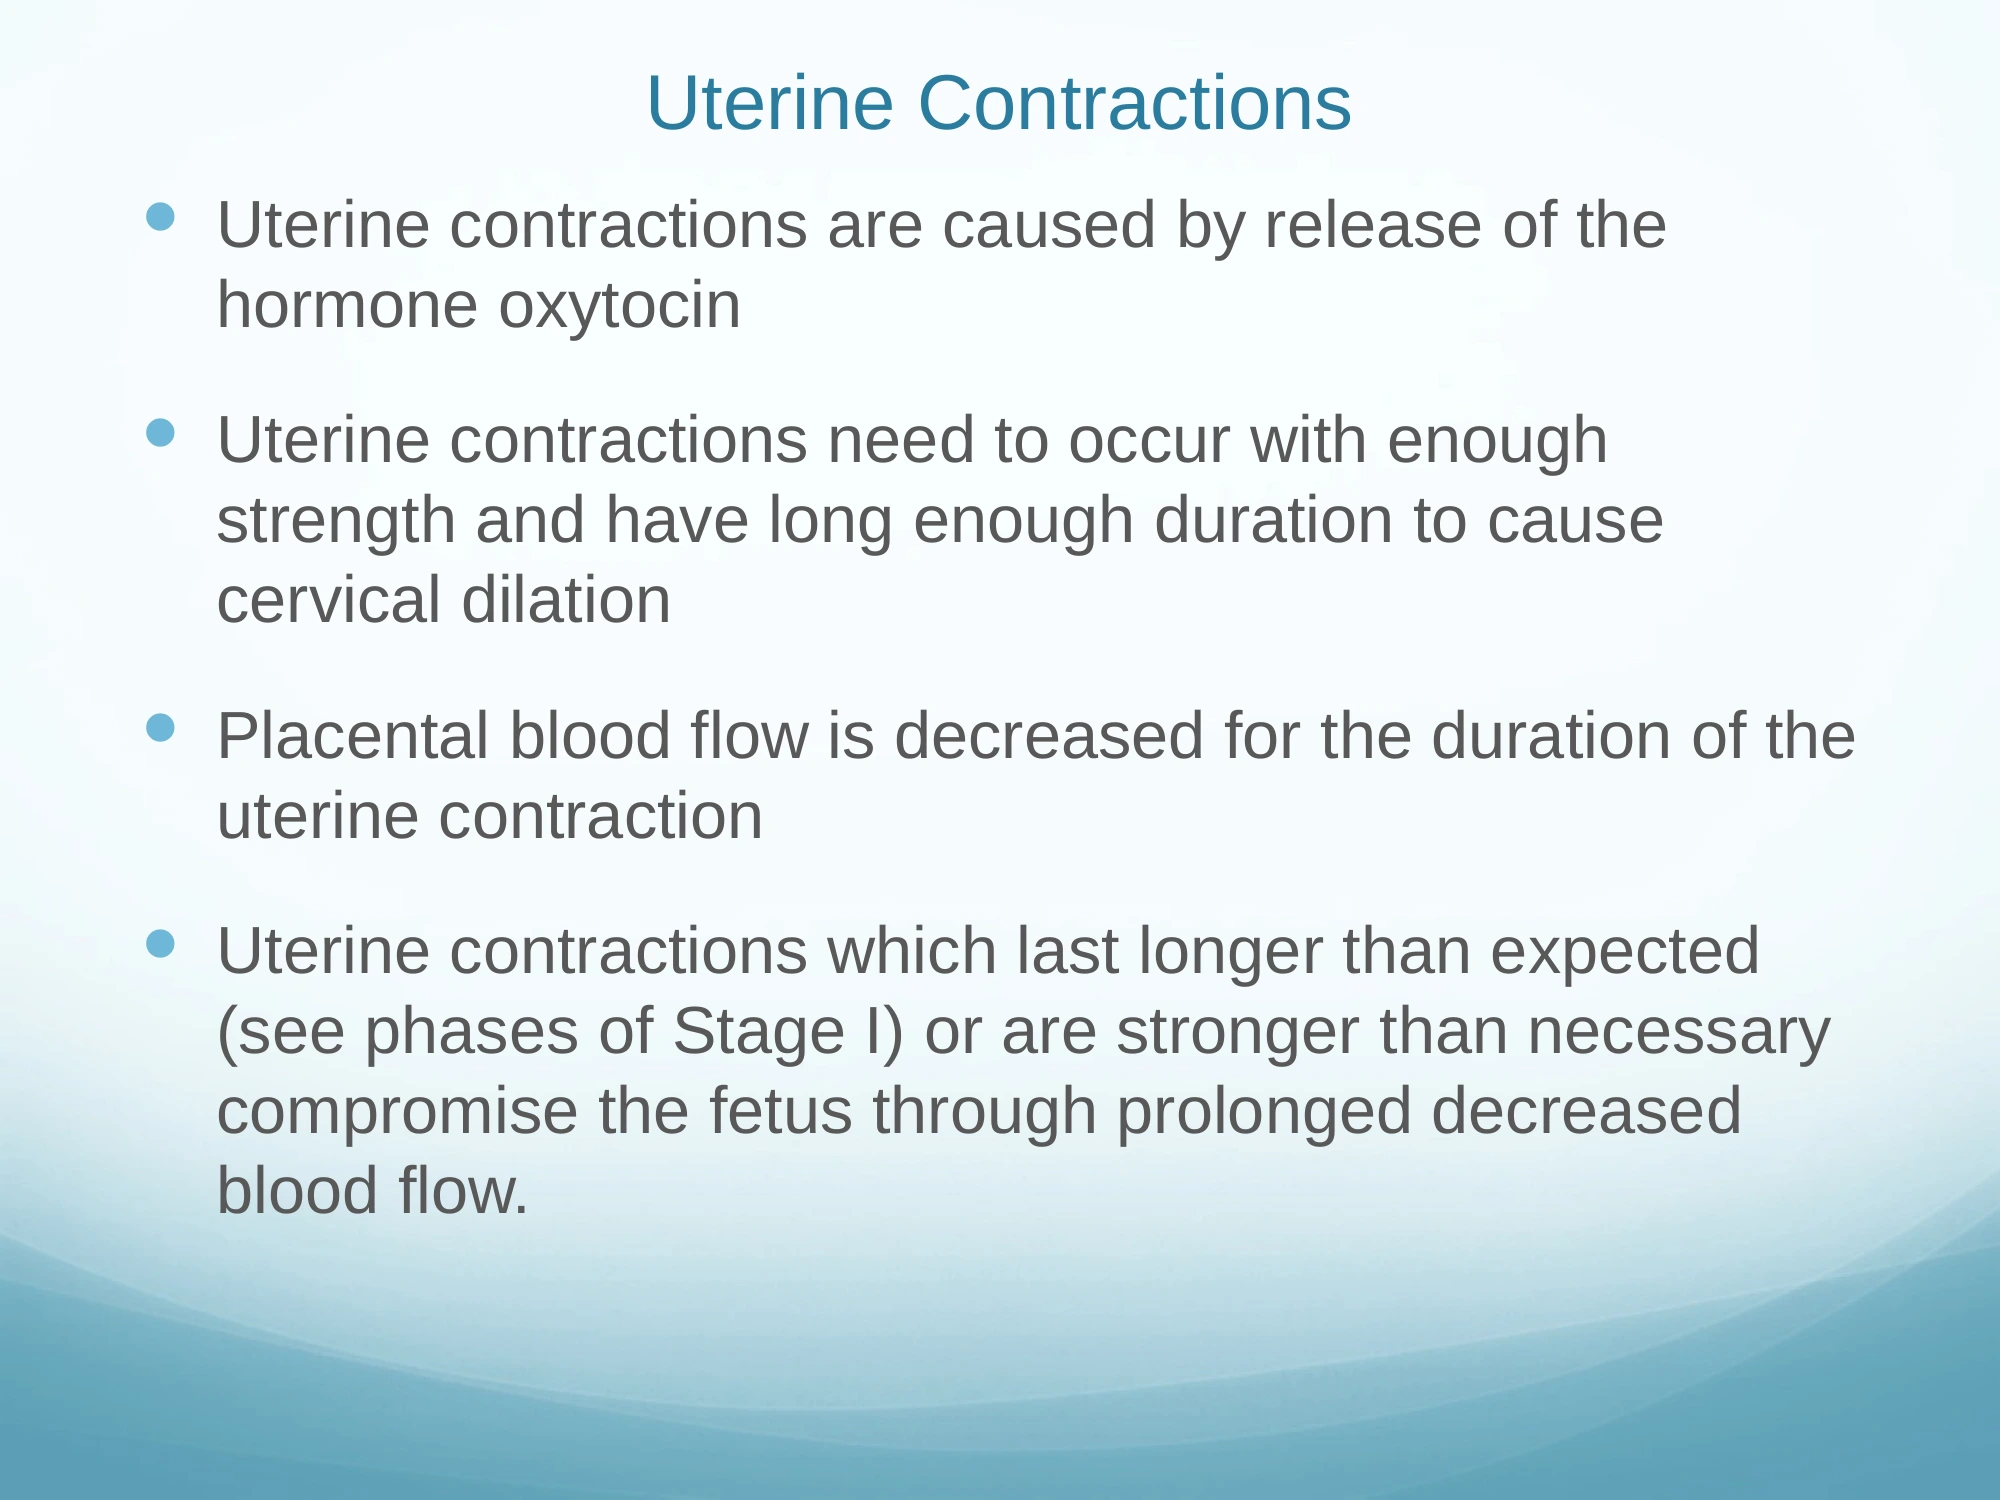 Uterine Contractions
• Uterine contractions are caused by release of the
hormone oxytocin
• Uterine contractions need to occur with enough
strength and have long enough duration to cause
cervical dilation
• Placental blood flow is decreased for the duration of the
uterine contraction
• Uterine contractions which last longer than expected
(see phases of Stage I) or are stronger than necessary
compromise the fetus through prolonged decreased
blood flow.